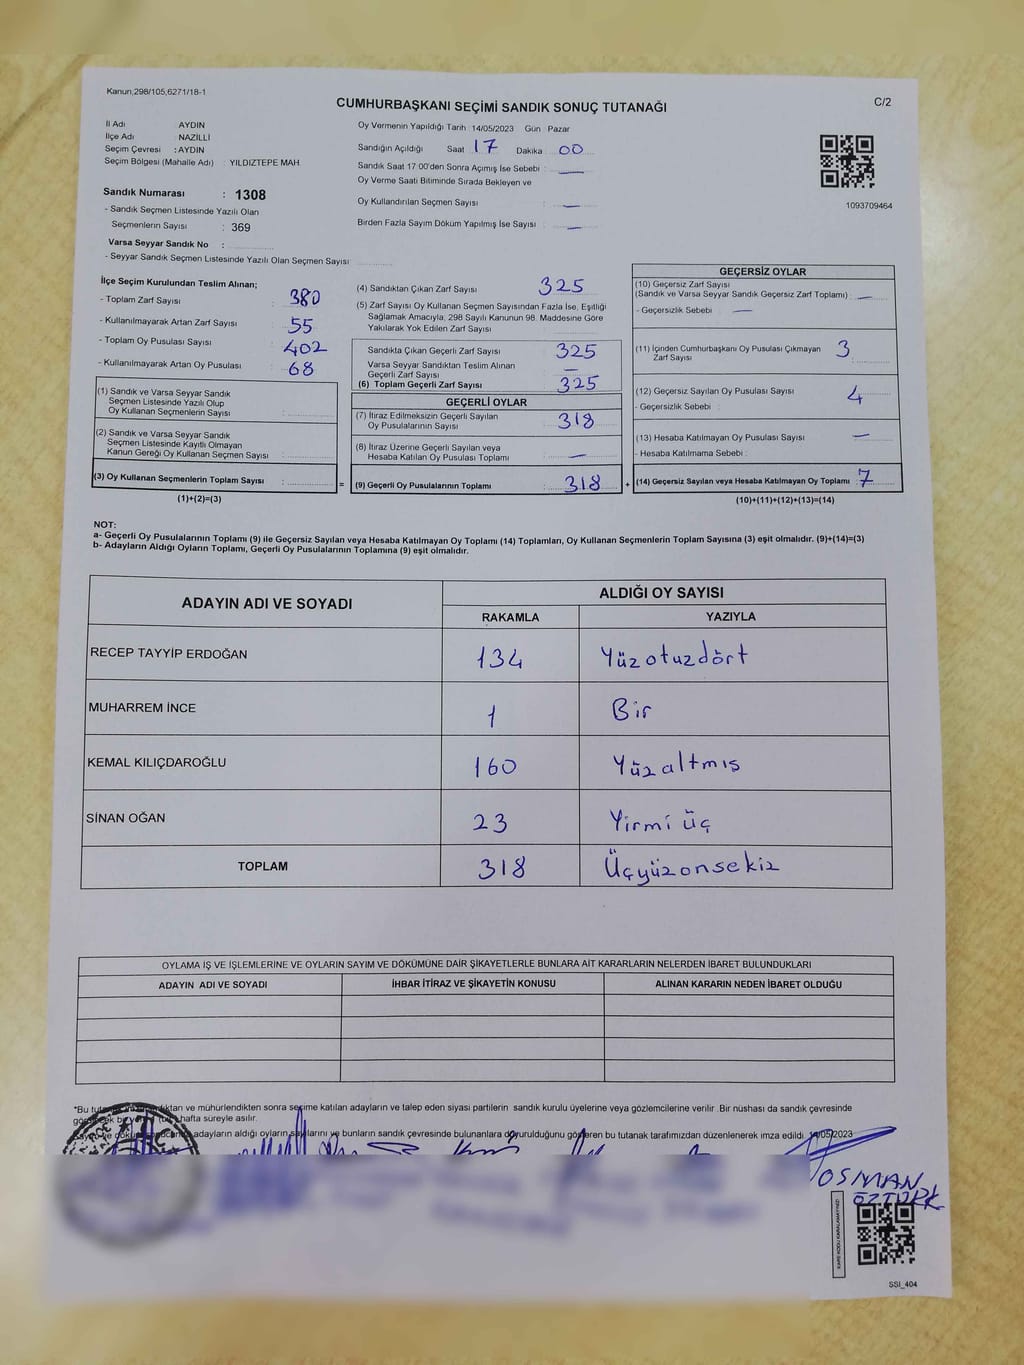 Kanun,298/105,6271/18-1
CUMHURBAŞKANI SEÇİMİ SANDIK SONUÇ TUTANAĞI
C/2
İl Adı : AYDIN
İlçe Adı : NAZİLLİ
Seçim Çevresi : AYDIN
Seçim Bölgesi (Mahalle Adı) : YILDIZTEPE MAH.
Sandık Numarası : 1308
- Sandık Seçmen Listesinde Yazılı Olan
Seçmenlerin Sayısı : 369
Varsa Seyyar Sandık No :
- Seyyar Sandık Seçmen Listesinde Yazılı Olan Seçmen Sayısı
Oy Vermenin Yapıldığı Tarih 14/05/2023 Gün Pazar
Sandığın Açıldığı Saat 17 Dakika 00
Sandık Saat 17:00'den Sonra Açımış İse Sebebi : —
Oy Verme Saati Bitiminde Sırada Bekleyen ve
Oy Kullandırılan Seçmen Sayısı : —
Birden Fazla Sayım Döküm Yapılmış İse Sayısı : —
1093709464
İlçe Seçim Kurulundan Teslim Alınan;
- Toplam Zarf Sayısı : 380
- Kullanılmayarak Artan Zarf Sayısı : 55
- Toplam Oy Pusulası Sayısı : 402
- Kullanılmayarak Artan Oy Pusulası : 68
(1) Sandık ve Varsa Seyyar Sandık
Seçmen Listesinde Yazılı Olup
Oy Kullanan Seçmenlerin Sayısı :
(2) Sandık ve Varsa Seyyar Sandık
Seçmen Listesinde Kayıtlı Olmayan
Kanun Gereği Oy Kullanan Seçmen Sayısı :
(3) Oy Kullanan Seçmenlerin Toplam Sayısı :
(1)+(2)=(3)
=
(4) Sandıktan Çıkan Zarf Sayısı 325
(5) Zarf Sayısı Oy Kullanan Seçmen Sayısından Fazla İse, Eşitliği
Sağlamak Amacıyla; 298 Sayılı Kanunun 98. Maddesine Göre
Yakılarak Yok Edilen Zarf Sayısı
Sandıkta Çıkan Geçerli Zarf Sayısı 325
Varsa Seyyar Sandıktan Teslim Alınan
Geçerli Zarf Sayısı —
(6) Toplam Geçerli Zarf Sayısı 325
GEÇERLİ OYLAR
(7) İtiraz Edilmeksizin Geçerli Sayılan
Oy Pusulalarının Sayısı : 318
(8) İtiraz Üzerine Geçerli Sayılan veya
Hesaba Katılan Oy Pusulası Toplamı : —
(9) Geçerli Oy Pusulalarının Toplamı : 318
+
GEÇERSİZ OYLAR
(10) Geçersiz Zarf Sayısı
(Sandık ve Varsa Seyyar Sandık Geçersiz Zarf Toplamı) : —
- Geçersizlik Sebebi : —
(11) İçinden Cumhurbaşkanı Oy Pusulası Çıkmayan
Zarf Sayısı : 3
(12) Geçersiz Sayılan Oy Pusulası Sayısı : 4
- Geçersizlik Sebebi :
(13) Hesaba Katılmayan Oy Pusulası Sayısı : —
- Hesaba Katılmama Sebebi :
(14) Geçersiz Sayılan veya Hesaba Katılmayan Oy Toplamı : 7
(10)+(11)+(12)+(13)=(14)
NOT:
a- Geçerli Oy Pusulalarının Toplamı (9) ile Geçersiz Sayılan veya Hesaba Katılmayan Oy Toplamı (14) Toplamları, Oy Kullanan Seçmenlerin Toplam Sayısına (3) eşit olmalıdır. (9)+(14)=(3)
b- Adayların Aldığı Oyların Toplamı, Geçerli Oy Pusulalarının Toplamına (9) eşit olmalıdır.
ADAYIN ADI VE SOYADI
ALDIĞI OY SAYISI
RAKAMLA YAZIYLA
RECEP TAYYİP ERDOĞAN 134 Yüzotuzdört
MUHARREM İNCE 1 Bir
KEMAL KILIÇDAROĞLU 160 Yüzaltmış
SİNAN OĞAN 23 Yirmi üç
TOPLAM 318 Üçyüzonsekiz
OYLAMA İŞ VE İŞLEMLERİNE VE OYLARIN SAYIM VE DÖKÜMÜNE DAİR ŞİKAYETLERLE BUNLARA AİT KARARLARIN NELERDEN İBARET BULUNDUKLARI
ADAYIN ADI VE SOYADI İHBAR İTİRAZ VE ŞİKAYETİN KONUSU ALINAN KARARIN NEDEN İBARET OLDUĞU
*Bu ve mühürlendikten sonra seçime katılan adayların ve talep eden siyasi partilerin sandık kurulu üyelerine veya gözlemcilerine verilir .Bir nüshası da sandık çevresinde
hafta süreyle asılır.
adayların aldığı oyların sayılarını ve bunların sandık çevresinde bulunanlara duyurulduğunu gösteren bu tutanak tarafımızdan düzenlenerek imza edildi. 14/05/2023
OSMAN
ÖZTÜRK
KARE KODU KARALAMAYINIZ!
SSI_404